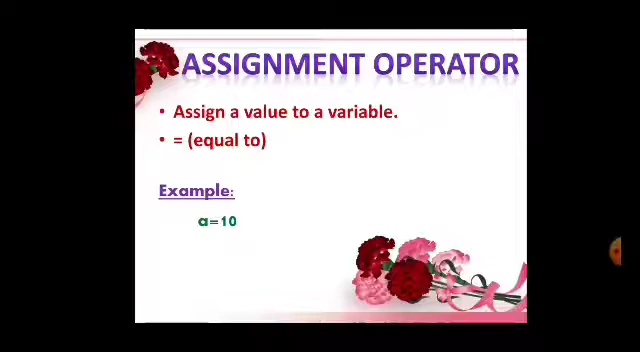 ASSIGNMENT OPERATOR
• Assign a value to a variable.
• = (equal to)
Example:
a=10